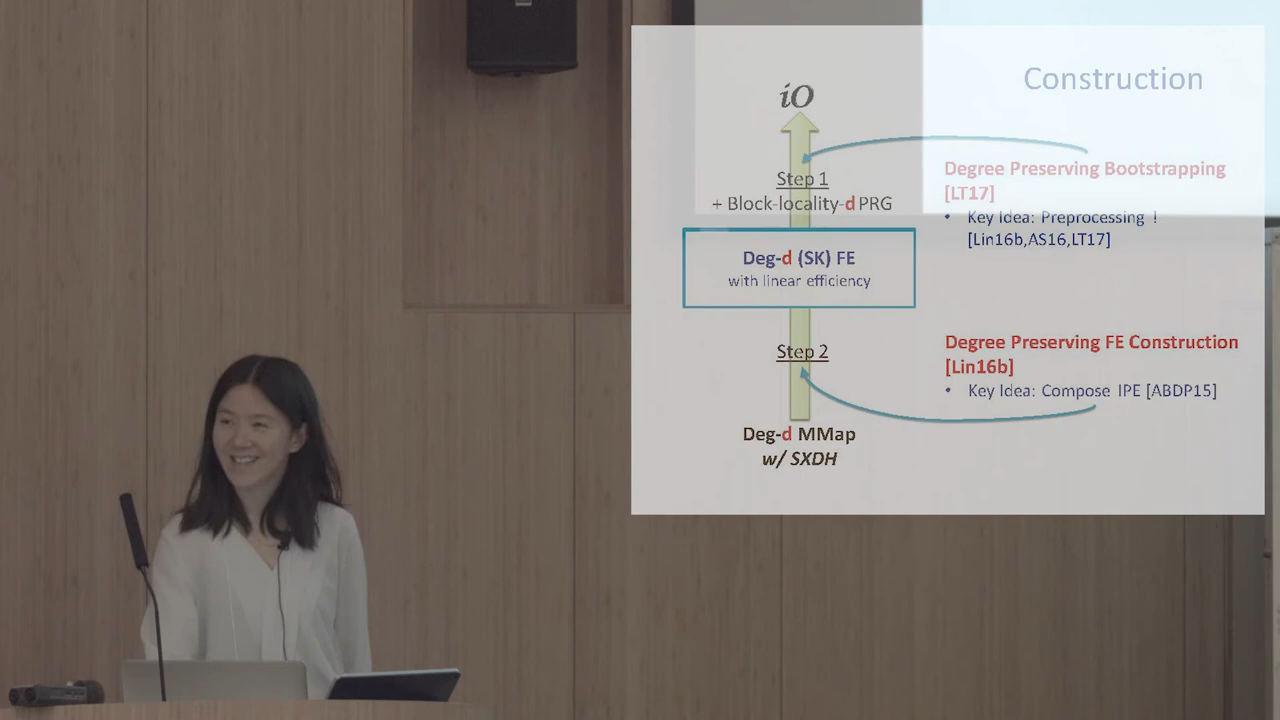 Construction
iO
Step 1
+ Block-locality-d PRG
Deg-d (SK) FE
with linear efficiency
Step 2
Deg-d MMap
w/ SXDH
Degree Preserving Bootstrapping
[LT17]
• Key Idea: Preprocessing !
[Lin16b,AS16,LT17]
Degree Preserving FE Construction
[Lin16b]
• Key Idea: Compose IPE [ABDP15]